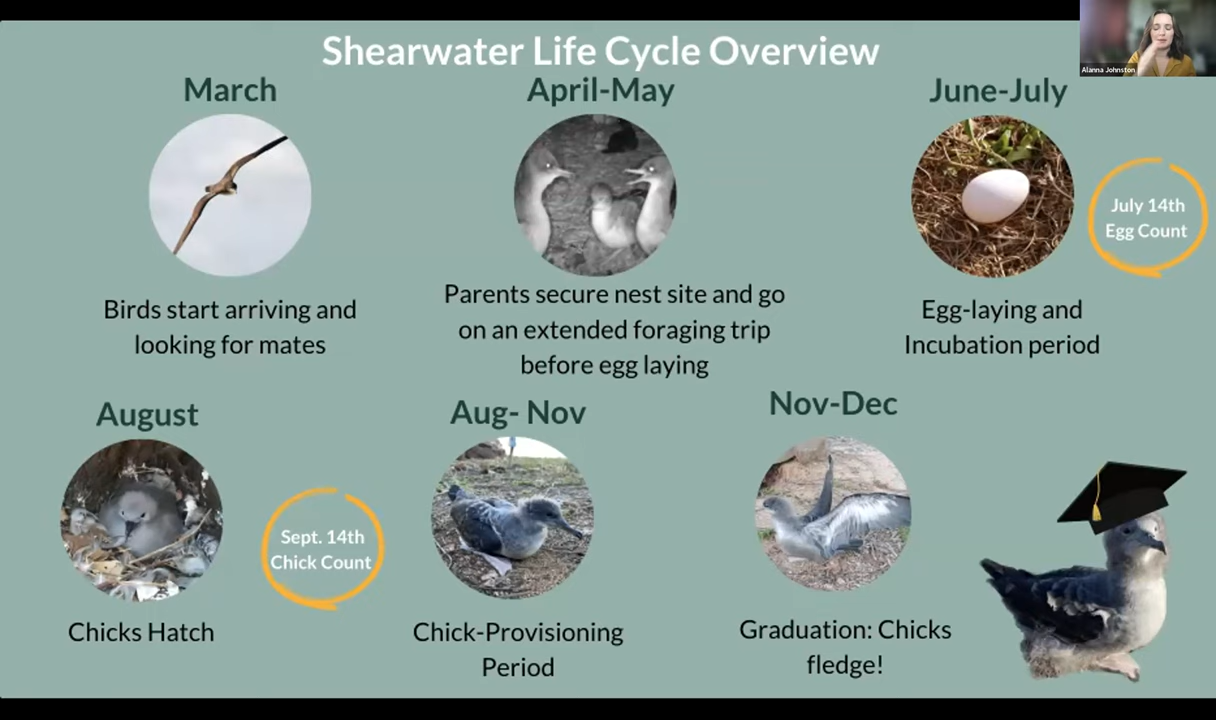 Shearwater Life Cycle Overview
Alanna Johnston
March
April-May
June-July
July 14th
Egg Count
Birds start arriving and
looking for mates
Parents secure nest site and go
on an extended foraging trip
before egg laying
Egg-laying and
Incubation period
August
Aug- Nov
Nov-Dec
Sept. 14th
Chick Count
Chicks Hatch
Chick-Provisioning
Period
Graduation: Chicks
fledge!